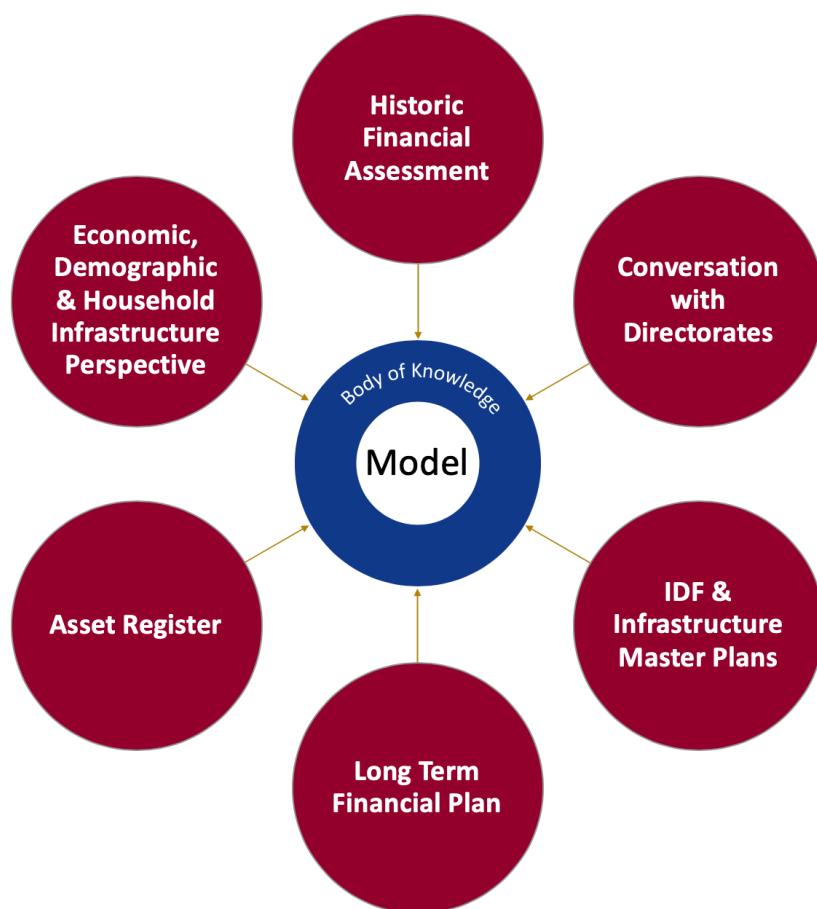 Historic
Financial
Assessment
Economic,
Demographic
& Household
Infrastructure
Perspective
Conversation
with
Directorates
Body of Knowledge
Model
Asset Register
IDF &
Infrastructure
Master Plans
Long Term
Financial Plan